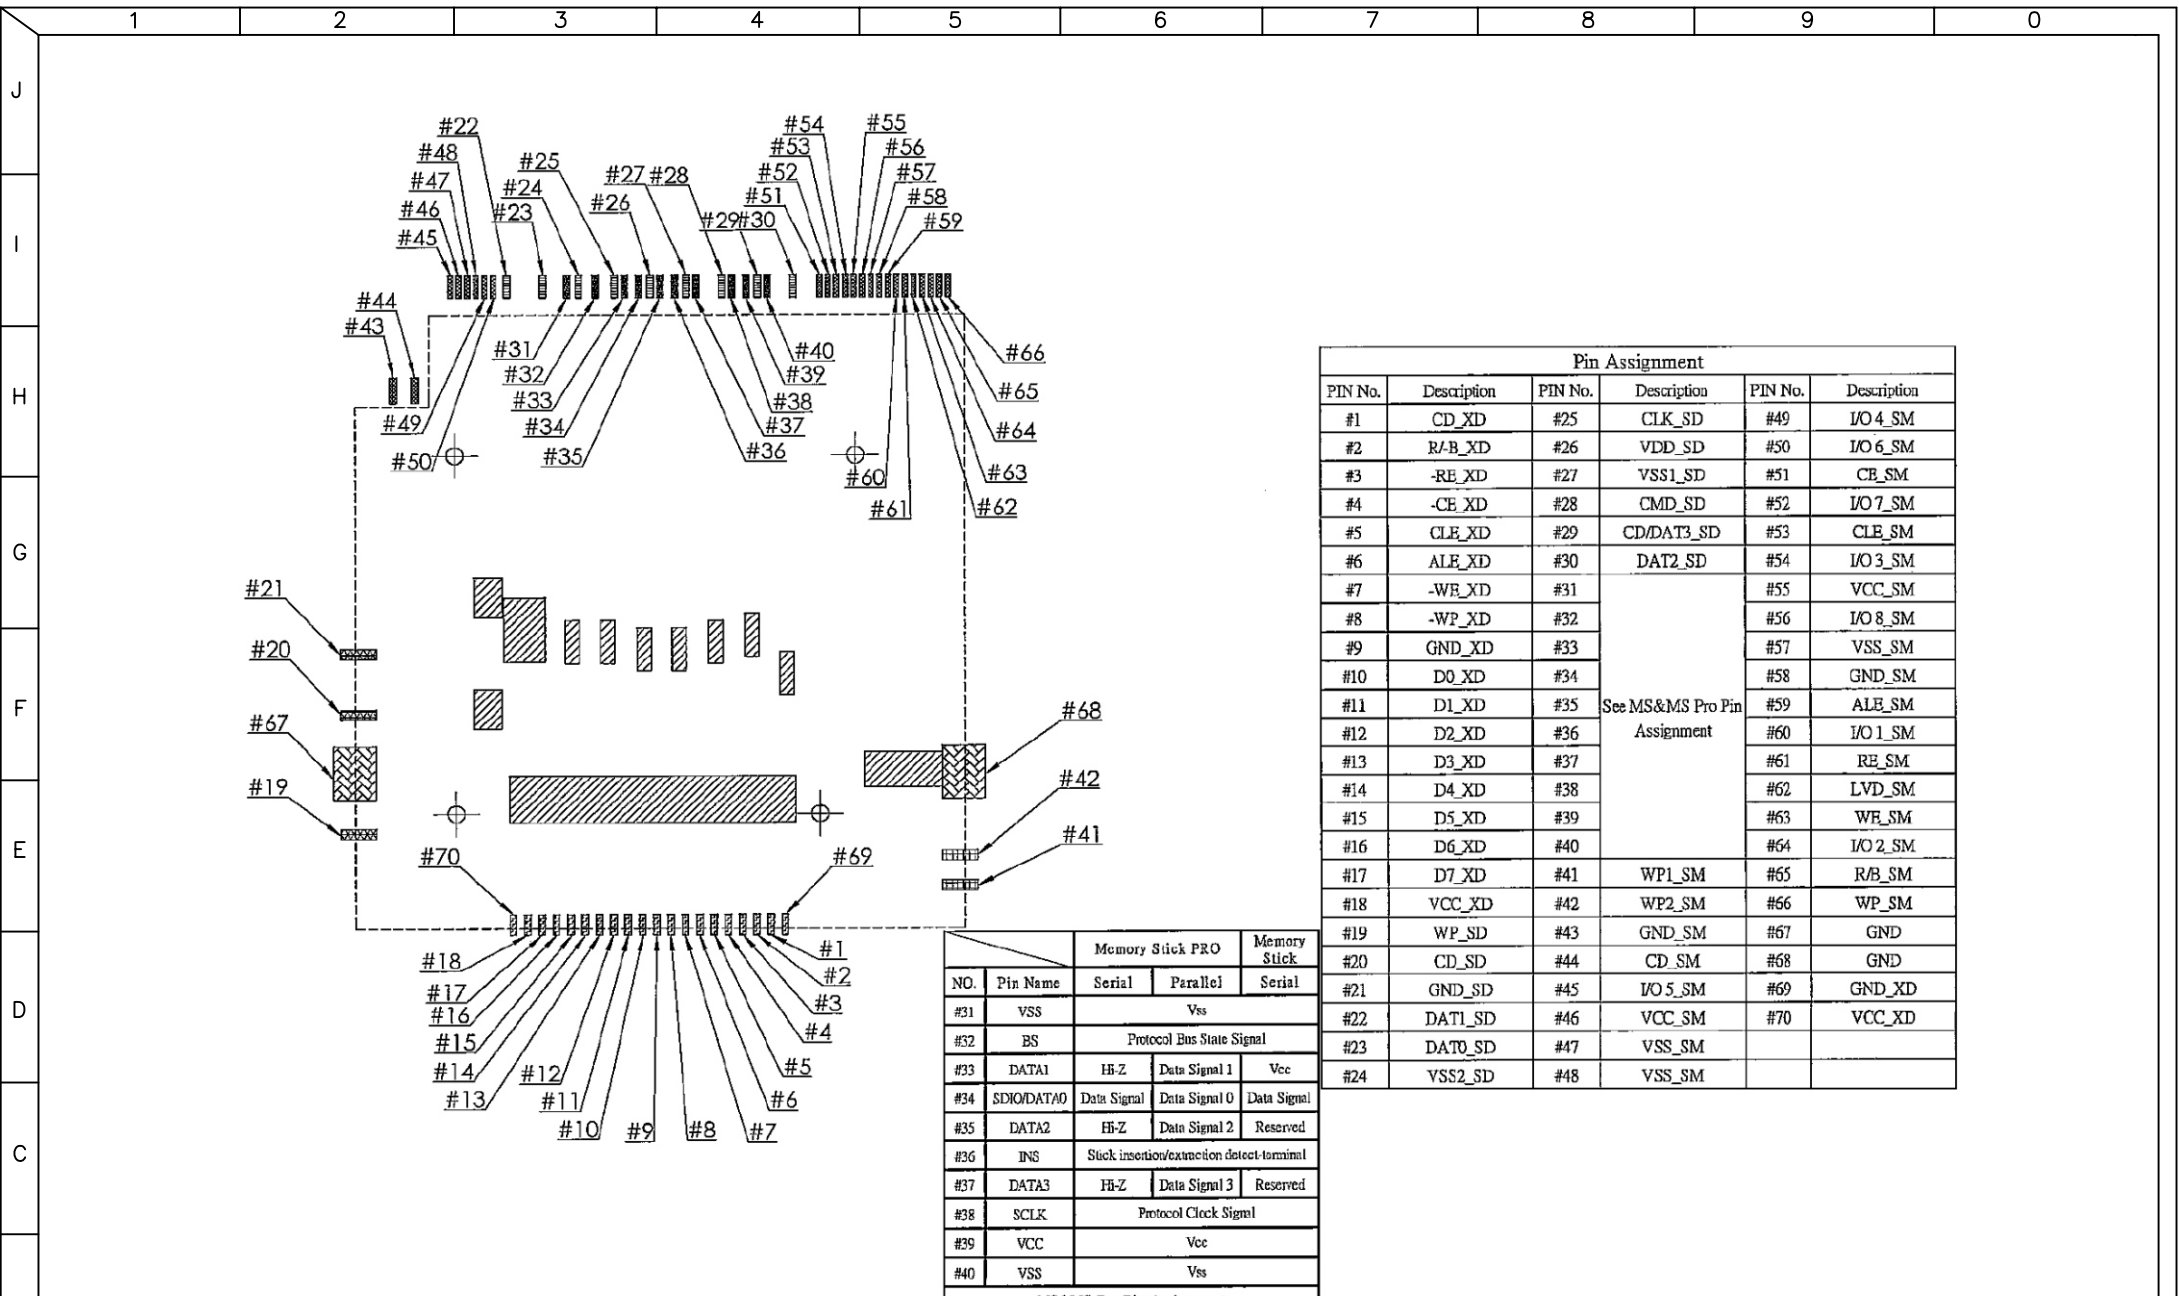 1 2 3 4 5 6 7 8 9 0
J
I
H
G
F
E
D
C
#22
#48
#47
#46
#45
#25
#24
#23
#27 #28
#26
#29 #30
#54
#53
#52
#51
#55
#56
#57
#58
#59
#44
#43
#31
#32
#33
#34
#35
#49
#50
#40
#39
#38
#37
#36
#66
#65
#64
#63
#62
#60
#61
#21
#20
#67
#19
#68
#42
#41
#70
#69
#18
#17
#16
#15
#14
#13
#12
#11
#10
#9
#8
#7
#6
#5
#4
#3
#2
#1
Pin Assignment
PIN No. Description PIN No. Description PIN No. Description
#1 CD_XD #25 CLK_SD #49 I/O 4_SM
#2 R/-B_XD #26 VDD_SD #50 I/O 6_SM
#3 -RE_XD #27 VSS1_SD #51 CE_SM
#4 -CE_XD #28 CMD_SD #52 I/O 7_SM
#5 CLE_XD #29 CD/DAT3_SD #53 CLE_SM
#6 ALE_XD #30 DAT2_SD #54 I/O 3_SM
#7 -WE_XD #31 #55 VCC_SM
#8 -WP_XD #32 #56 I/O 8_SM
#9 GND_XD #33 #57 VSS_SM
#10 D0_XD #34 #58 GND_SM
#11 D1_XD #35 See MS&MS Pro Pin #59 ALE_SM
#12 D2_XD #36 Assignment #60 I/O 1_SM
#13 D3_XD #37 #61 RE_SM
#14 D4_XD #38 #62 LVD_SM
#15 D5_XD #39 #63 WE_SM
#16 D6_XD #40 #64 I/O 2_SM
#17 D7_XD #41 WP1_SM #65 R/B_SM
#18 VCC_XD #42 WP2_SM #66 WP_SM
#19 WP_SD #43 GND_SM #67 GND
#20 CD_SD #44 CD_SM #68 GND
#21 GND_SD #45 I/O 5_SM #69 GND_XD
#22 DAT1_SD #46 VCC_SM #70 VCC_XD
#23 DAT0_SD #47 VSS_SM
#24 VSS2_SD #48 VSS_SM
Memory Stick PRO Memory Stick
NO. Pin Name Serial Parallel Serial
#31 VSS Vss
#32 BS Protocol Bus State Signal
#33 DATA1 Hi-Z Data Signal 1 Vcc
#34 SDIO/DATA0 Data Signal Data Signal 0 Data Signal
#35 DATA2 Hi-Z Data Signal 2 Reserved
#36 INS Stick insertion/extraction detect-terminal
#37 DATA3 Hi-Z Data Signal 3 Reserved
#38 SCLK Protocol Clock Signal
#39 VCC Vcc
#40 VSS Vss